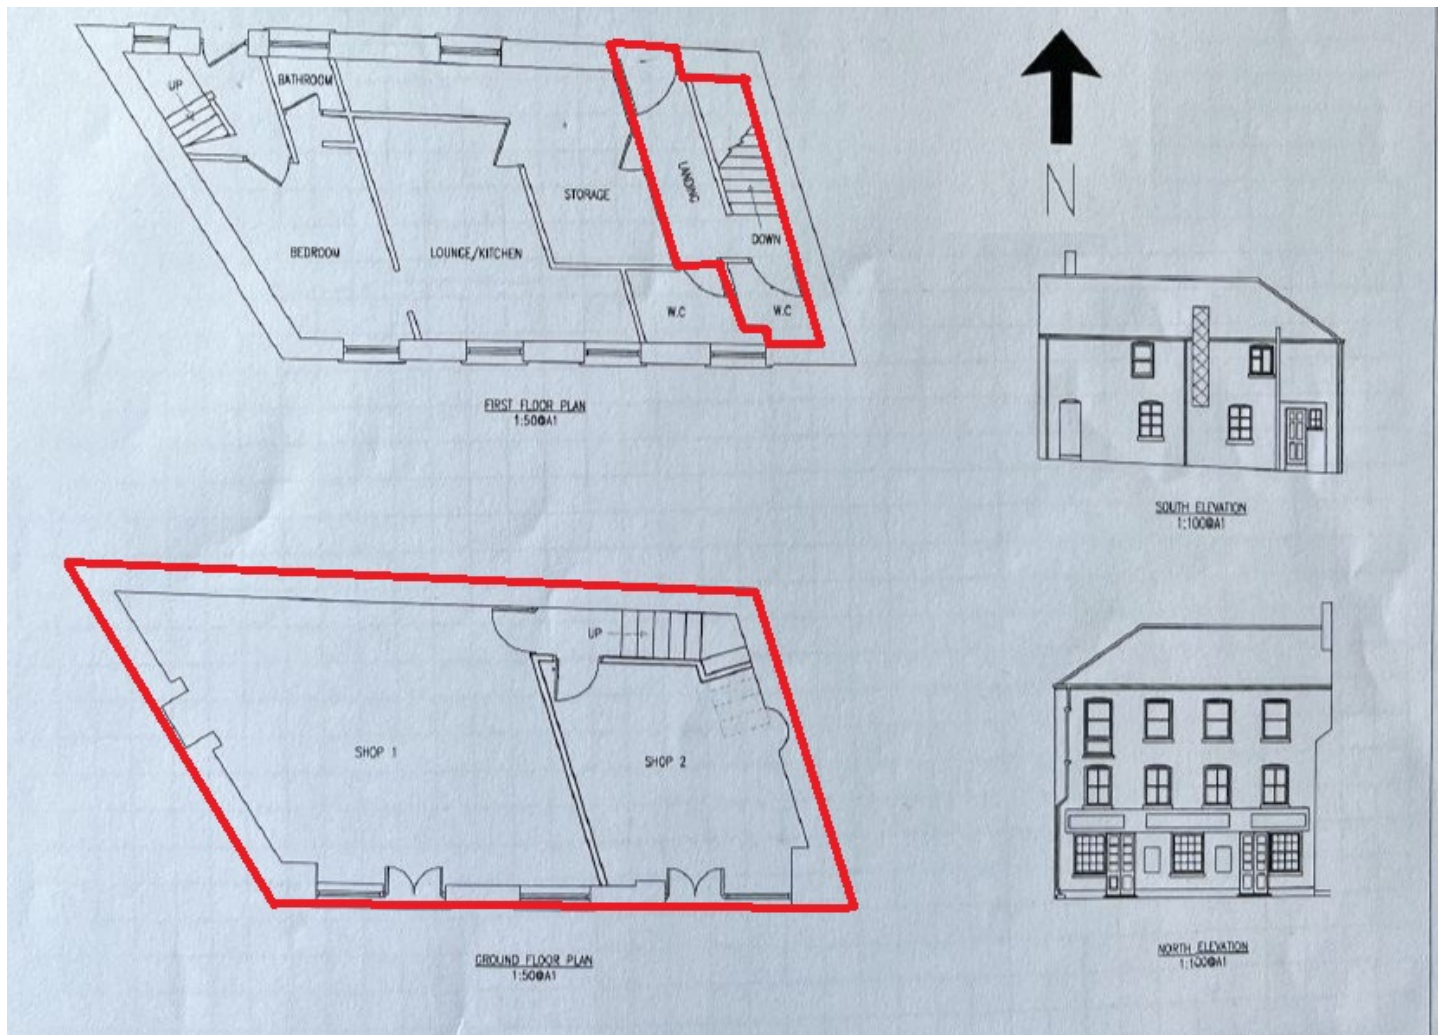 UP
BATHROOM
STORAGE
LANDING
DOWN
BEDROOM
LOUNGE/KITCHEN
W.C
W.C
FIRST FLOOR PLAN
1:50@A1
N
SOUTH ELEVATION
1:100@A1
UP
SHOP 1
SHOP 2
GROUND FLOOR PLAN
1:50@A1
NORTH ELEVATION
1:100@A1